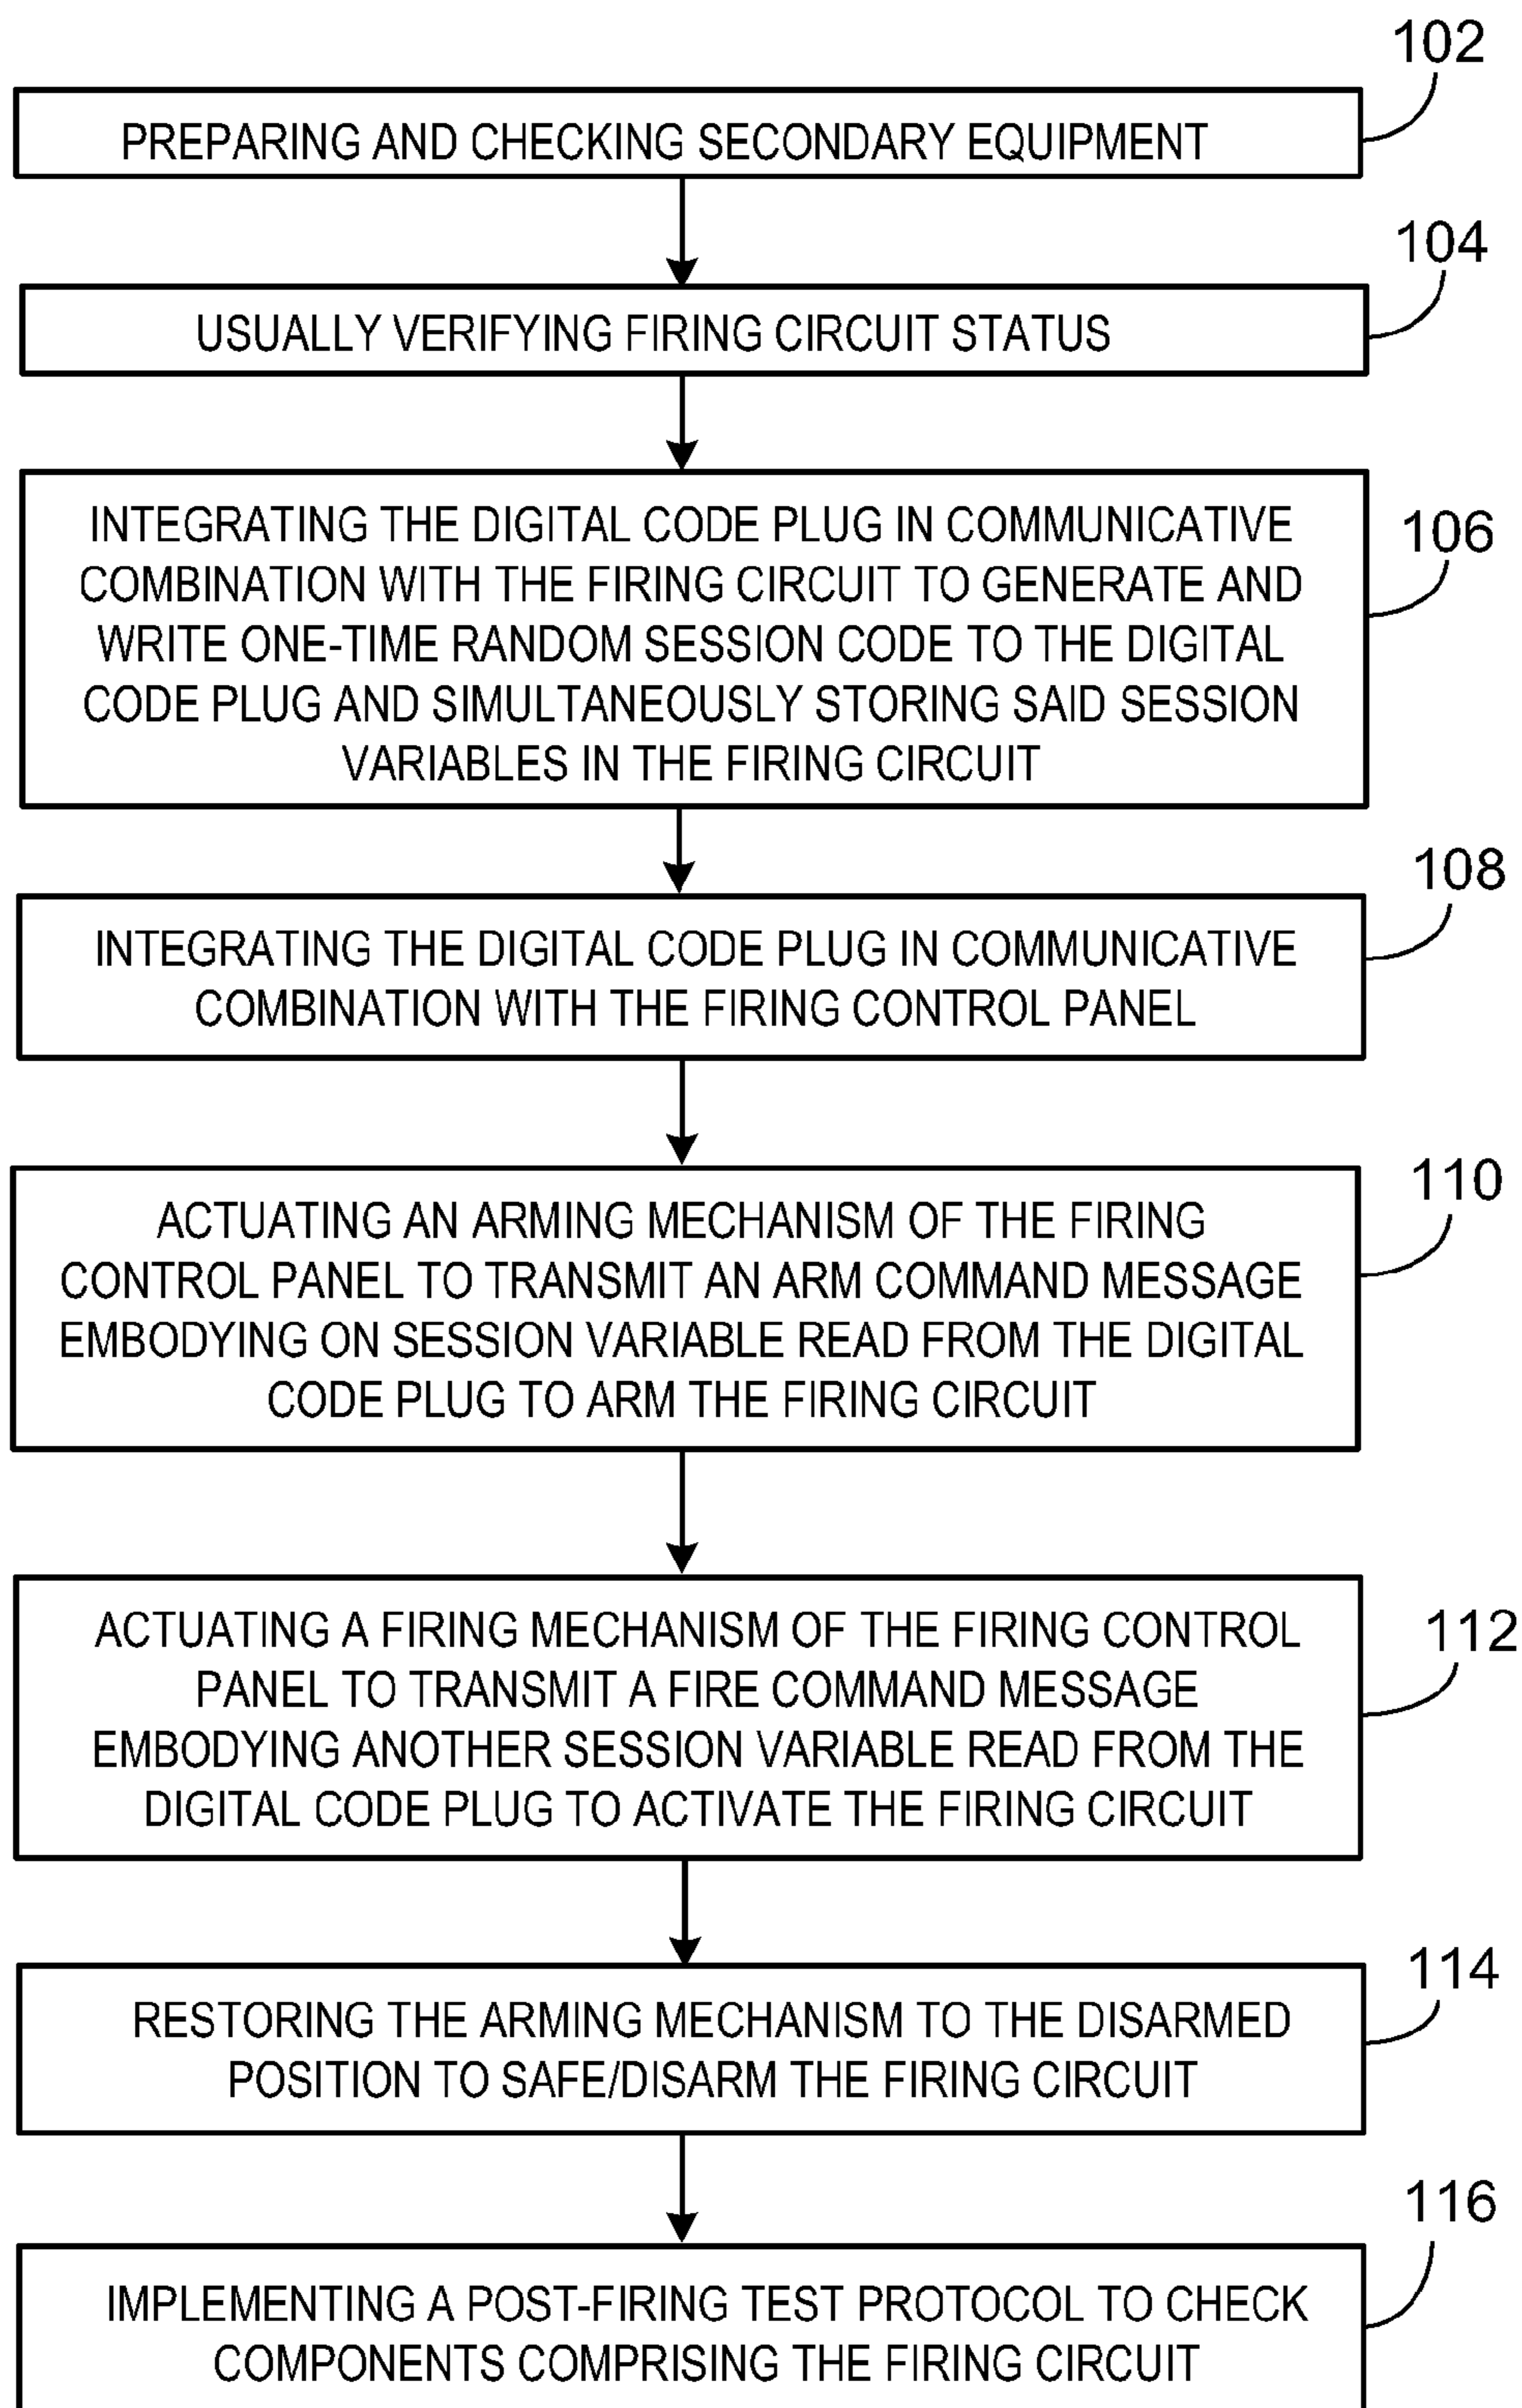 102
PREPARING AND CHECKING SECONDARY EQUIPMENT
104
USUALLY VERIFYING FIRING CIRCUIT STATUS
106
INTEGRATING THE DIGITAL CODE PLUG IN COMMUNICATIVE
COMBINATION WITH THE FIRING CIRCUIT TO GENERATE AND
WRITE ONE-TIME RANDOM SESSION CODE TO THE DIGITAL
CODE PLUG AND SIMULTANEOUSLY STORING SAID SESSION
VARIABLES IN THE FIRING CIRCUIT
108
INTEGRATING THE DIGITAL CODE PLUG IN COMMUNICATIVE
COMBINATION WITH THE FIRING CONTROL PANEL
110
ACTUATING AN ARMING MECHANISM OF THE FIRING
CONTROL PANEL TO TRANSMIT AN ARM COMMAND MESSAGE
EMBODYING ON SESSION VARIABLE READ FROM THE DIGITAL
CODE PLUG TO ARM THE FIRING CIRCUIT
112
ACTUATING A FIRING MECHANISM OF THE FIRING CONTROL
PANEL TO TRANSMIT A FIRE COMMAND MESSAGE
EMBODYING ANOTHER SESSION VARIABLE READ FROM THE
DIGITAL CODE PLUG TO ACTIVATE THE FIRING CIRCUIT
114
RESTORING THE ARMING MECHANISM TO THE DISARMED
POSITION TO SAFE/DISARM THE FIRING CIRCUIT
116
IMPLEMENTING A POST-FIRING TEST PROTOCOL TO CHECK
COMPONENTS COMPRISING THE FIRING CIRCUIT